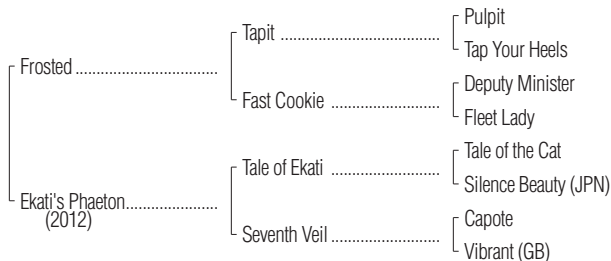 Pulpit
Tapit
Tap Your Heels
Frosted
Deputy Minister
Fast Cookie
Fleet Lady
Tale of the Cat
Tale of Ekati
Silence Beauty (JPN)
Ekati's Phaeton
(2012)
Capote
Seventh Veil
Vibrant (GB)